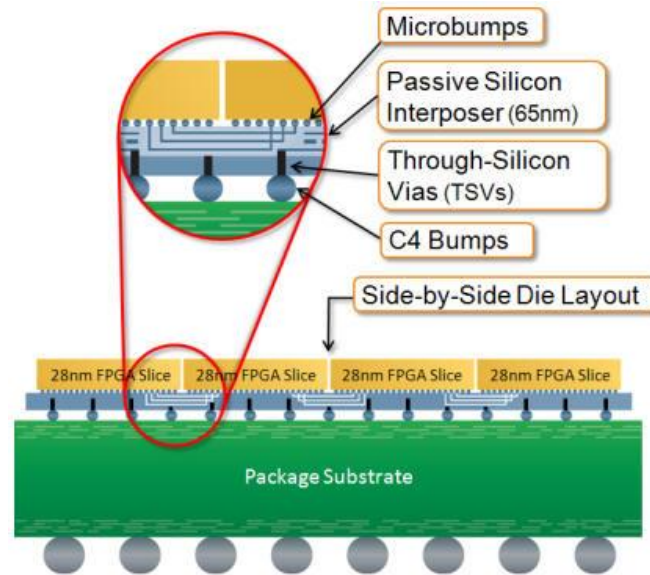 Microbumps
Passive Silicon
Interposer (65nm)
Through-Silicon
Vias (TSVs)
C4 Bumps
Side-by-Side Die Layout
28nm FPGA Slice 28nm FPGA Slice 28nm FPGA Slice 28nm FPGA Slice
Package Substrate